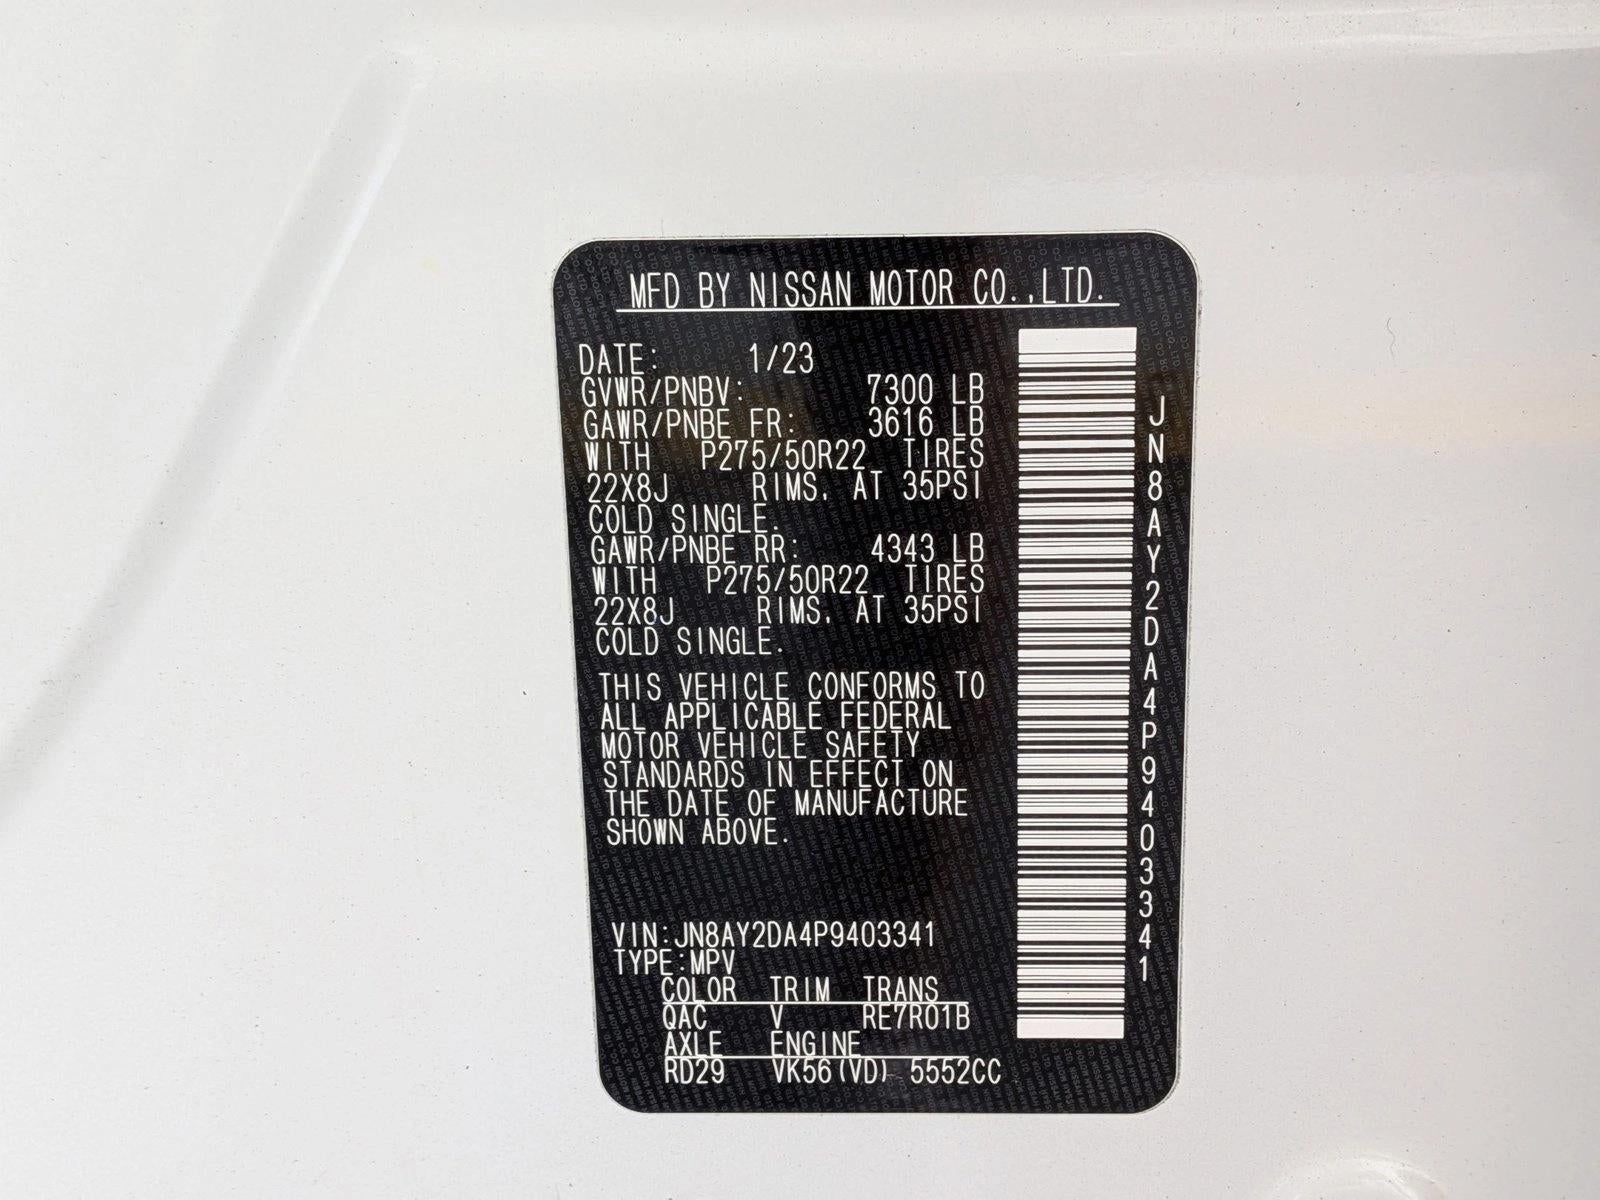 MFD BY NISSAN MOTOR CO.,LTD.
DATE: 1/23
GVWR/PNBV: 7300 LB
GAWR/PNBE FR: 3616 LB
WITH P275/50R22 TIRES
22X8J RIMS, AT 35PSI
COLD SINGLE.
GAWR/PNBE RR: 4343 LB
WITH P275/50R22 TIRES
22X8J RIMS, AT 35PSI
COLD SINGLE.
THIS VEHICLE CONFORMS TO
ALL APPLICABLE FEDERAL
MOTOR VEHICLE SAFETY
STANDARDS IN EFFECT ON
THE DATE OF MANUFACTURE
SHOWN ABOVE.
VIN:JN8AY2DA4P9403341
TYPE:MPV
COLOR TRIM TRANS
QAC V RE7R01B
AXLE ENGINE
RD29 VK56(VD) 5552CC
JN8AY2DA4P9403341